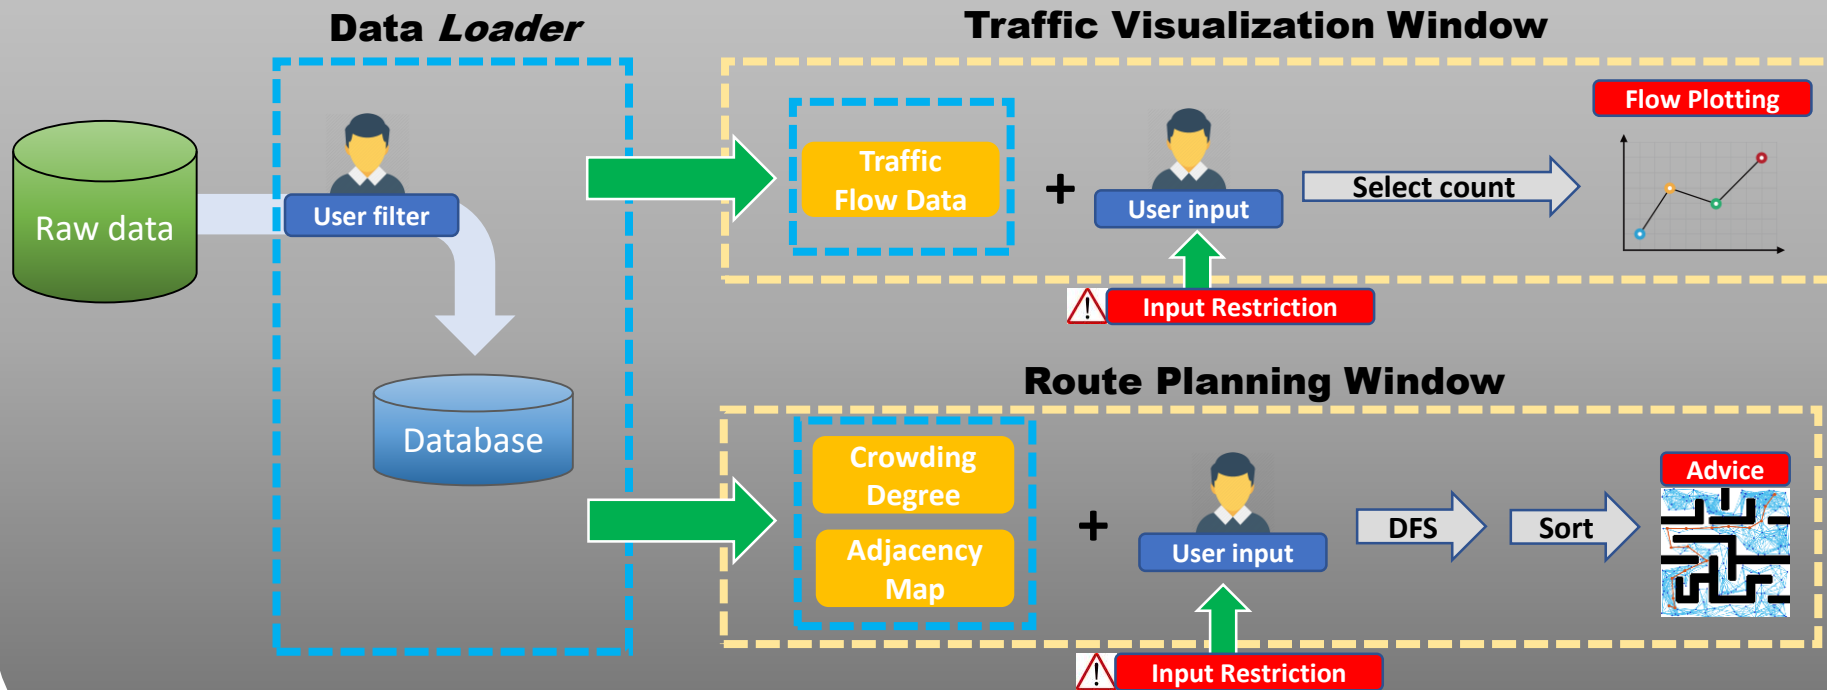 Data Loader
Raw data
User filter
Database
Traffic Visualization Window
Traffic
Flow Data
+
User input
Select count
Flow Plotting
Input Restriction
Route Planning Window
Crowding
Degree
Adjacency
Map
+
User input
DFS
Sort
Advice
Input Restriction